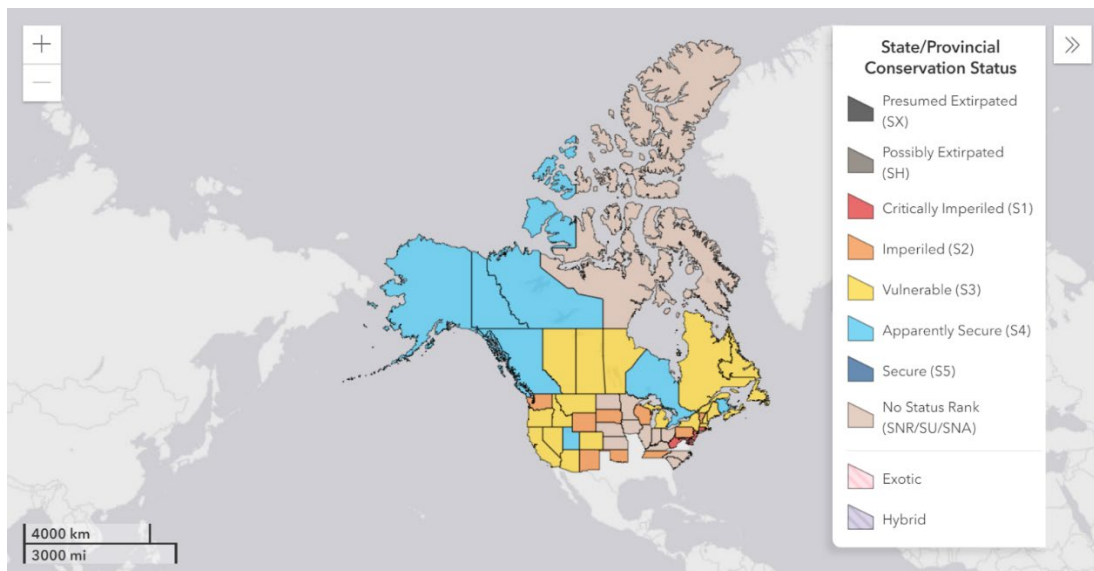 +
−
State/Provincial
Conservation Status
Presumed Extirpated
(SX)
Possibly Extirpated
(SH)
Critically Imperiled (S1)
Imperiled (S2)
Vulnerable (S3)
Apparently Secure (S4)
Secure (S5)
No Status Rank
(SNR/SU/SNA)
Exotic
Hybrid
4000 km
3000 mi